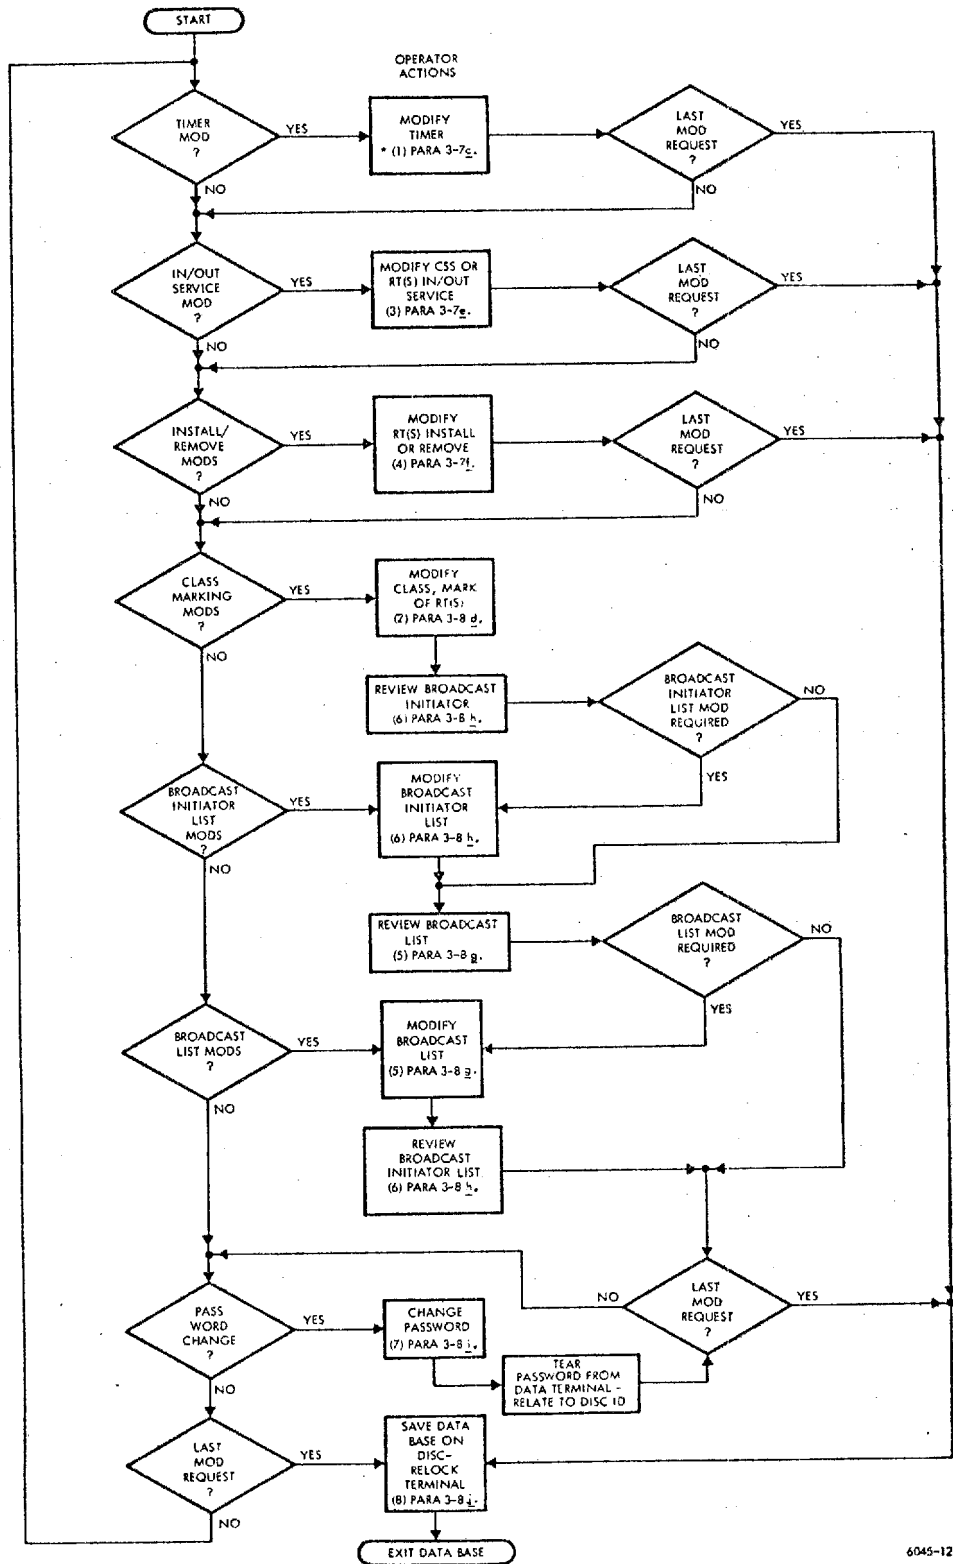 START
OPERATOR
ACTIONS
TIMER
MOD
?
YES
NO
MODIFY
TIMER
* (1) PARA 3-7c.
LAST
MOD
REQUEST
?
YES
NO
IN/OUT
SERVICE
MOD
?
YES
NO
MODIFY CSS OR
RT(S) IN/OUT
SERVICE
(3) PARA 3-7e.
LAST
MOD
REQUEST
?
YES
NO
INSTALL/
REMOVE
MODS
?
YES
NO
MODIFY
RT(S) INSTALL
OR REMOVE
(4) PARA 3-7f.
LAST
MOD
REQUEST
?
YES
NO
CLASS
MARKING
MODS
?
YES
NO
MODIFY
CLASS, MARK
OF RT(S)
(2) PARA 3-8 d.
REVIEW BROADCAST
INITIATOR
(6) PARA 3-8 h.
BROADCAST
INITIATOR
LIST MOD
REQUIRED
?
NO
YES
BROADCAST
INITIATOR
LIST
MODS
?
YES
NO
MODIFY
BROADCAST
INITIATOR
LIST
(6) PARA 3-8 h.
REVIEW BROADCAST
LIST
(5) PARA 3-8 g.
BROADCAST
LIST MOD
REQUIRED
?
NO
YES
BROADCAST
LIST MODS
?
YES
NO
MODIFY
BROADCAST
LIST
(5) PARA 3-8 g.
REVIEW
BROADCAST
INITIATOR LIST
(6) PARA 3-8 h.
PASS
WORD
CHANGE
?
YES
NO
CHANGE
PASSWORD
(7) PARA 3-8 i.
TEAR
PASSWORD FROM
DATA TERMINAL -
RELATE TO DISC ID
LAST
MOD
REQUEST
?
NO
YES
LAST
MOD
REQUEST
?
YES
NO
SAVE DATA
BASE ON
DISC-
RELOCK
TERMINAL
(8) PARA 3-8 j.
EXIT DATA BASE
6045-12